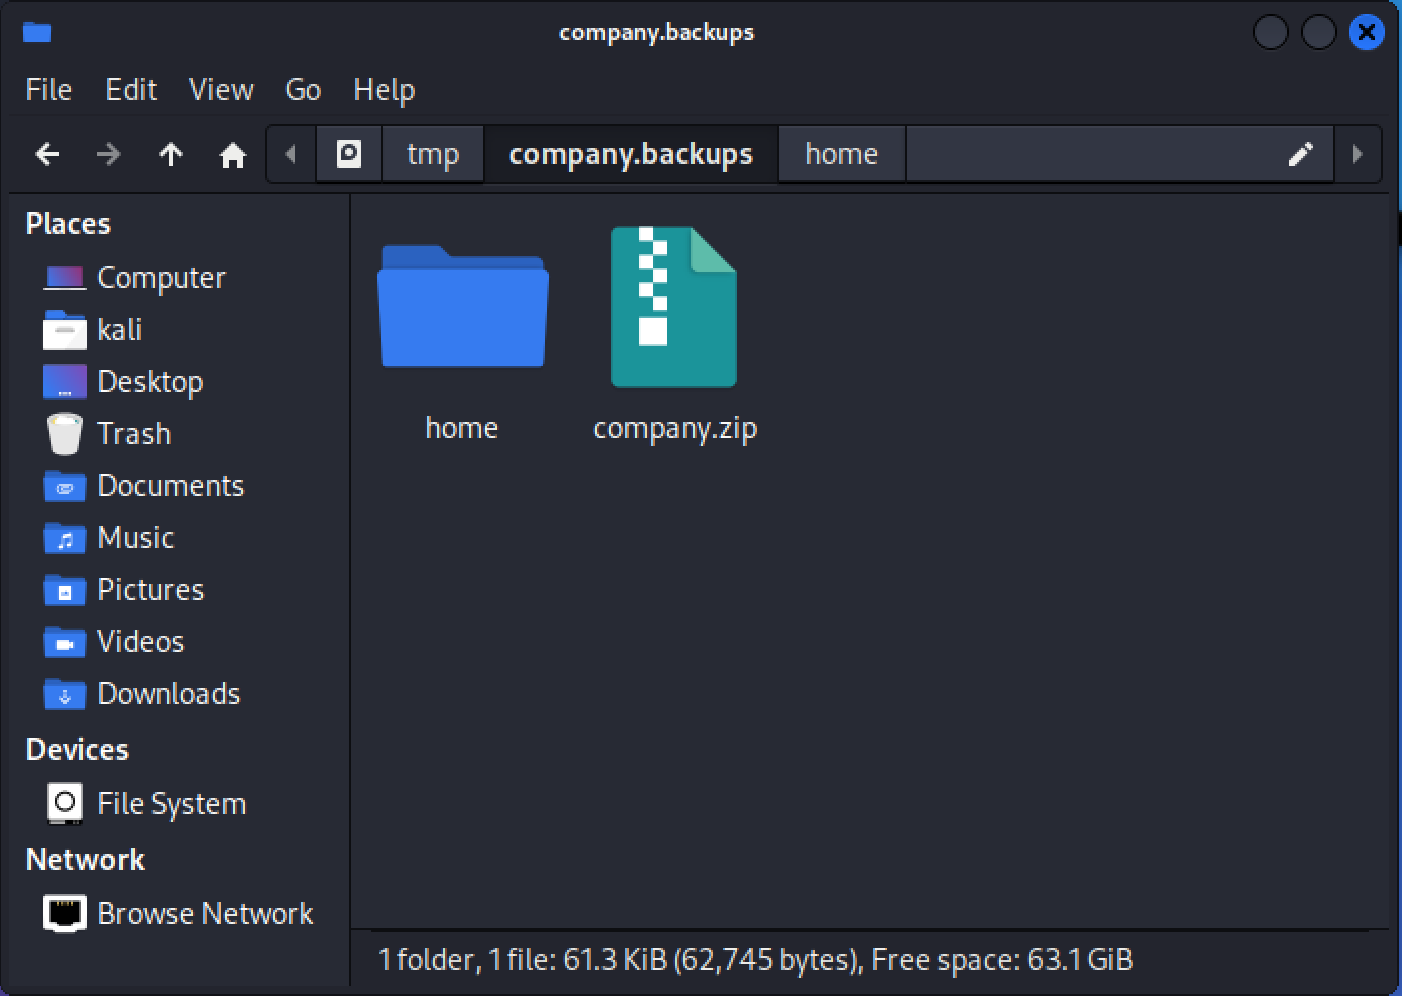 company.backups
File Edit View Go Help
tmp company.backups home
Places
Computer
kali
Desktop
Trash
Documents
Music
Pictures
Videos
Downloads
Devices
File System
Network
Browse Network
home company.zip
1 folder, 1 file: 61.3 KiB (62,745 bytes), Free space: 63.1 GiB